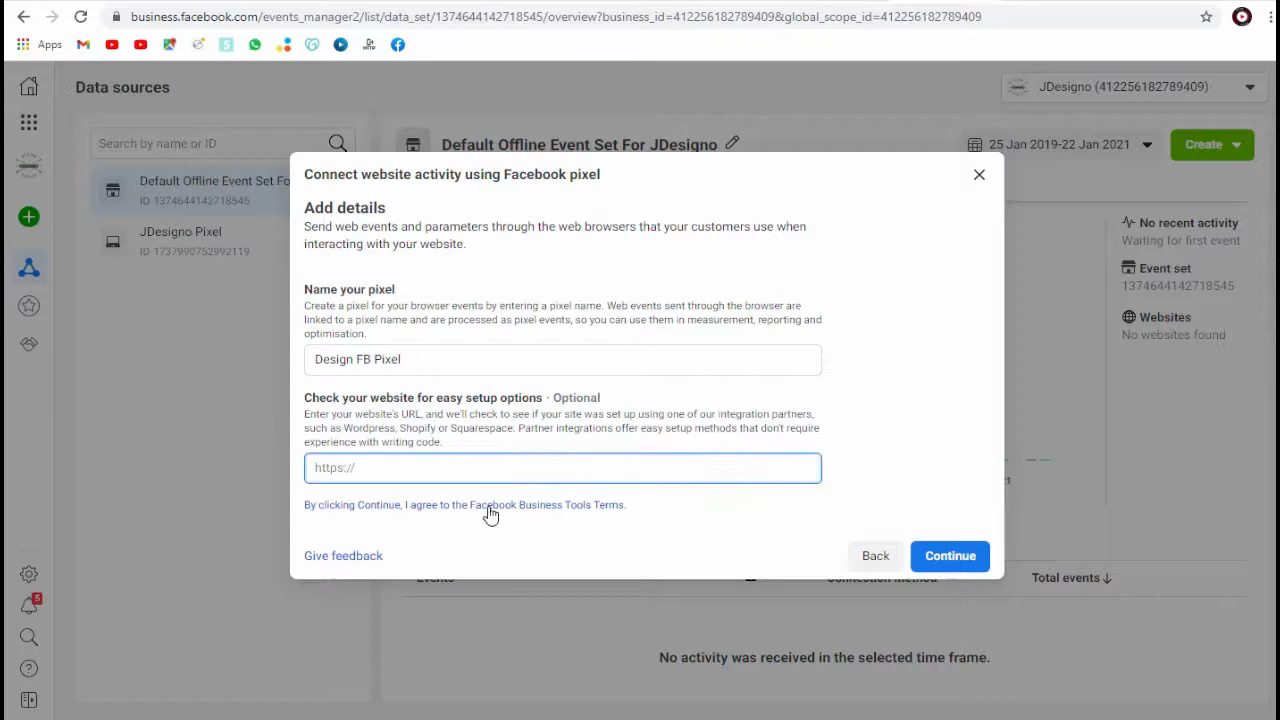 business.facebook.com/events_manager2/list/data_set/1374644142718545/overview?business_id=412256182789409&global_scope_id=412256182789409
Apps
Data sources
JDesigno (412256182789409)
Search by name or ID
Default Offline Event Set For JDesigno
25 Jan 2019-22 Jan 2021
Create
Default Offline Event Set Fo
ID 1374644142718545
JDesigno Pixel
ID 1737990752992119
Connect website activity using Facebook pixel
Add details
Send web events and parameters through the web browsers that your customers use when
interacting with your website.
Name your pixel
Create a pixel for your browser events by entering a pixel name. Web events sent through the browser are
linked to a pixel name and are processed as pixel events, so you can use them in measurement, reporting and
optimisation.
Design FB Pixel
Check your website for easy setup options · Optional
Enter your website's URL, and we'll check to see if your site was set up using one of our integration partners,
such as Wordpress, Shopify or Squarespace. Partner integrations offer easy setup methods that don't require
experience with writing code.
https://
By clicking Continue, I agree to the Facebook Business Tools Terms.
Give feedback
Back
Continue
No recent activity
Waiting for first event
Event set
1374644142718545
Websites
No websites found
Events
Connection method
Total events
No activity was received in the selected time frame.
5